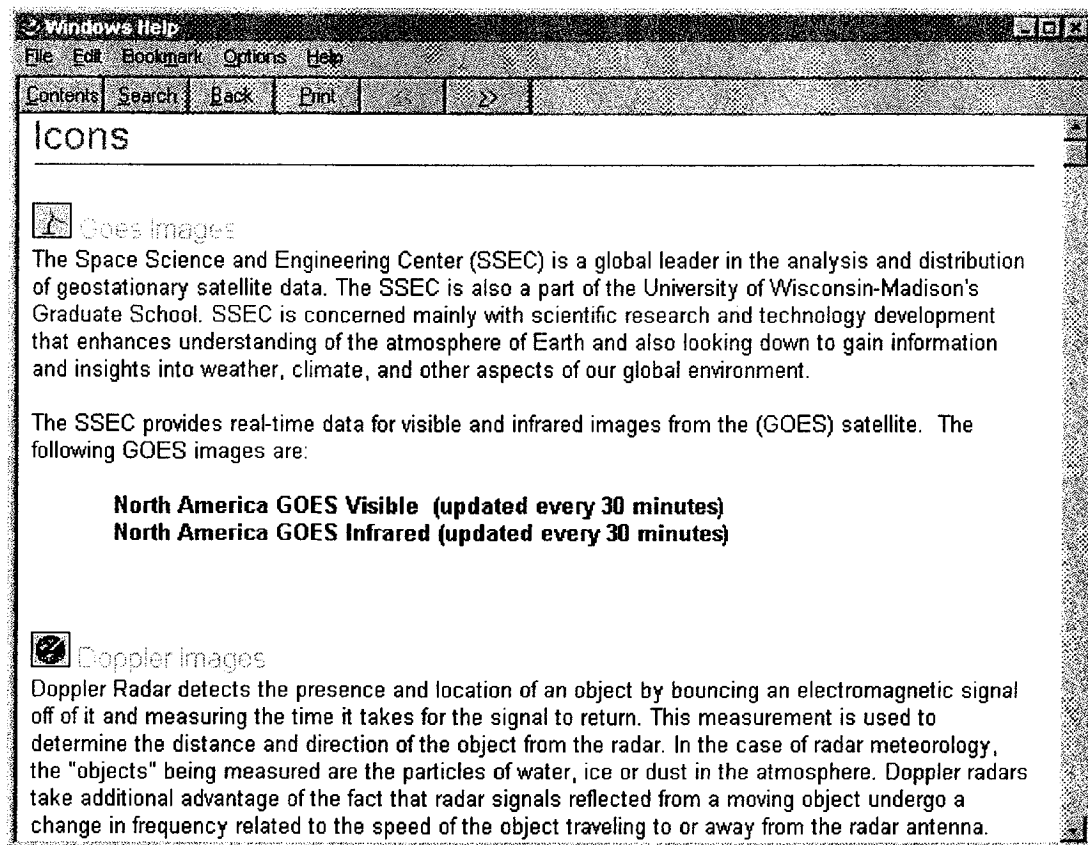 Windows Help
File Edit Bookmark Options Help
Contents Search Back Print << >>
Icons
Goes Images
The Space Science and Engineering Center (SSEC) is a global leader in the analysis and distribution
of geostationary satellite data. The SSEC is also a part of the University of Wisconsin-Madison's
Graduate School. SSEC is concerned mainly with scientific research and technology development
that enhances understanding of the atmosphere of Earth and also looking down to gain information
and insights into weather, climate, and other aspects of our global environment.
The SSEC provides real-time data for visible and infrared images from the (GOES) satellite. The
following GOES images are:
North America GOES Visible (updated every 30 minutes)
North America GOES Infrared (updated every 30 minutes)
Doppler Images
Doppler Radar detects the presence and location of an object by bouncing an electromagnetic signal
off of it and measuring the time it takes for the signal to return. This measurement is used to
determine the distance and direction of the object from the radar. In the case of radar meteorology,
the "objects" being measured are the particles of water, ice or dust in the atmosphere. Doppler radars
take additional advantage of the fact that radar signals reflected from a moving object undergo a
change in frequency related to the speed of the object traveling to or away from the radar antenna.